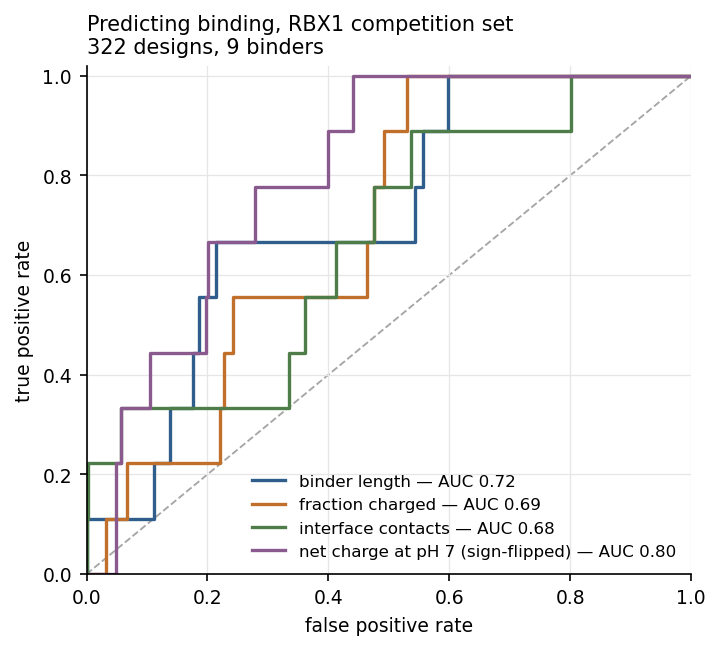 Predicting binding, RBX1 competition set
322 designs, 9 binders
1.0
0.8
0.6
0.4
0.2
0.0
true positive rate
binder length — AUC 0.72
fraction charged — AUC 0.69
interface contacts — AUC 0.68
net charge at pH 7 (sign-flipped) — AUC 0.80
0.0 0.2 0.4 0.6 0.8 1.0
false positive rate